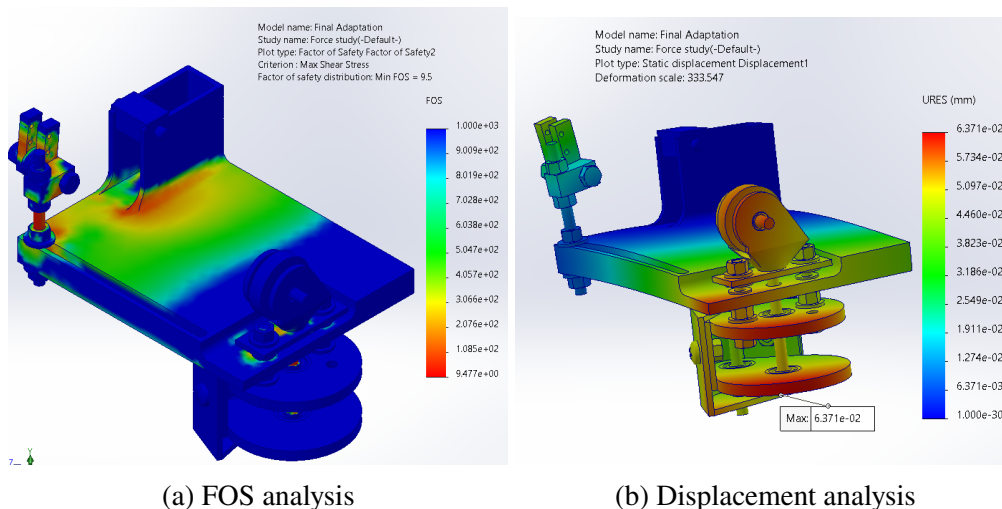 Model name: Final Adaptation
Study name: Force study(-Default-)
Plot type: Factor of Safety Factor of Safety2
Criterion : Max Shear Stress
Factor of safety distribution: Min FOS = 9.5
FOS
1.000e+03
9.009e+02
8.019e+02
7.028e+02
6.038e+02
5.047e+02
4.057e+02
3.066e+02
2.076e+02
1.085e+02
9.477e+00
Y
Model name: Final Adaptation
Study name: Force study(-Default-)
Plot type: Static displacement Displacement1
Deformation scale: 333.547
URES (mm)
6.371e-02
5.734e-02
5.097e-02
4.460e-02
3.823e-02
3.186e-02
2.549e-02
1.911e-02
1.274e-02
6.371e-03
1.000e-30
Max: 6.371e-02
(a) FOS analysis
(b) Displacement analysis